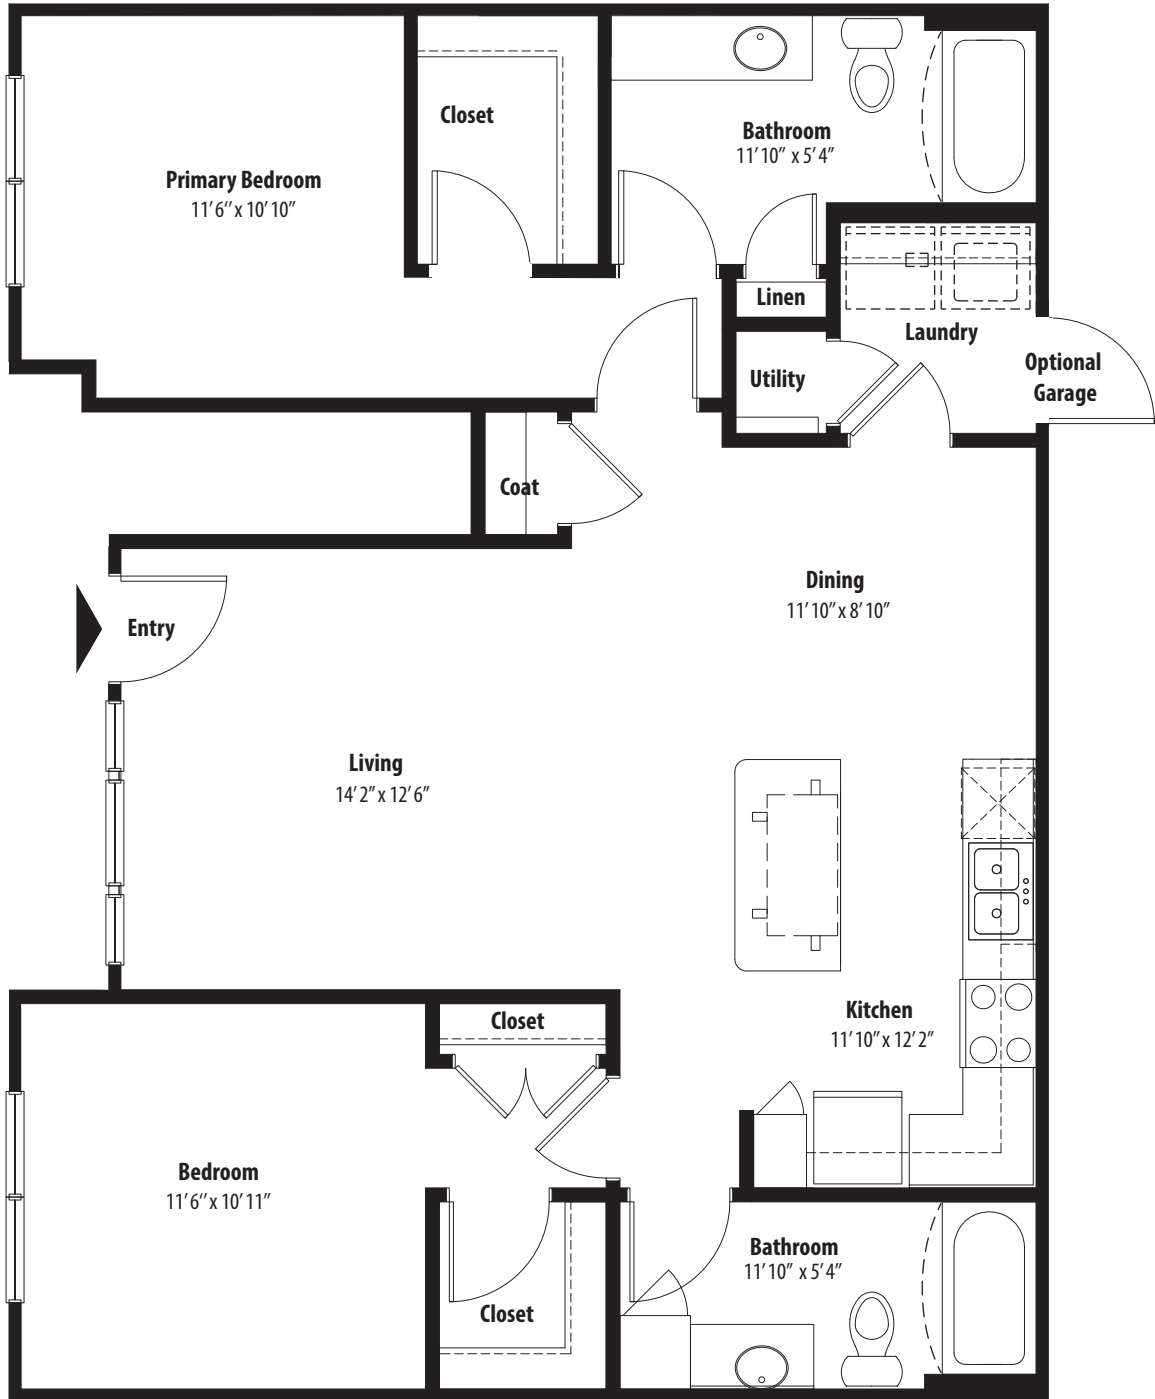 Closet
Bathroom
11'10" x 5'4"
Primary Bedroom
11'6" x 10'10"
Linen
Laundry
Optional
Garage
Utility
Coat
Dining
11'10" x 8'10"
Entry
Living
14'2" x 12'6"
Kitchen
11'10" x 12'2"
Closet
Bedroom
11'6" x 10'11"
Bathroom
11'10" x 5'4"
Closet